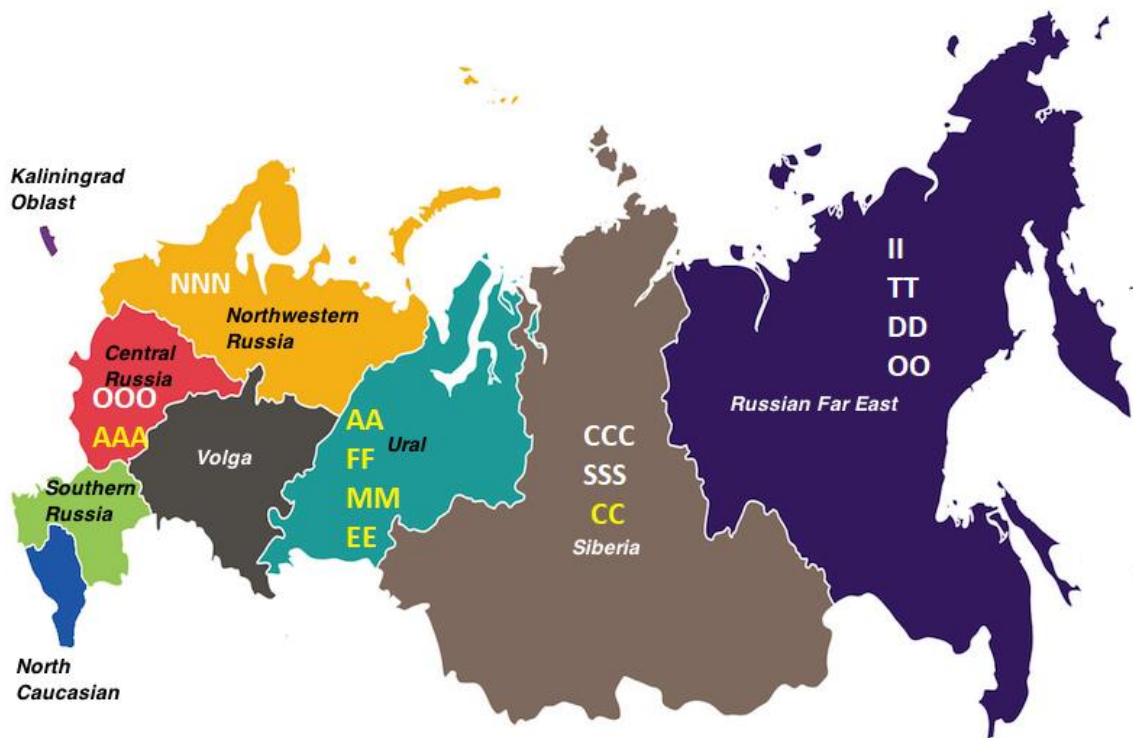 Kaliningrad
Oblast
NNN
Northwestern
Russia
Central
Russia
OOO
AAA
Volga
Southern
Russia
North
Caucasian
AA
Ural
FF
MM
EE
CCC
SSS
CC
Siberia
II
TT
DD
OO
Russian Far East